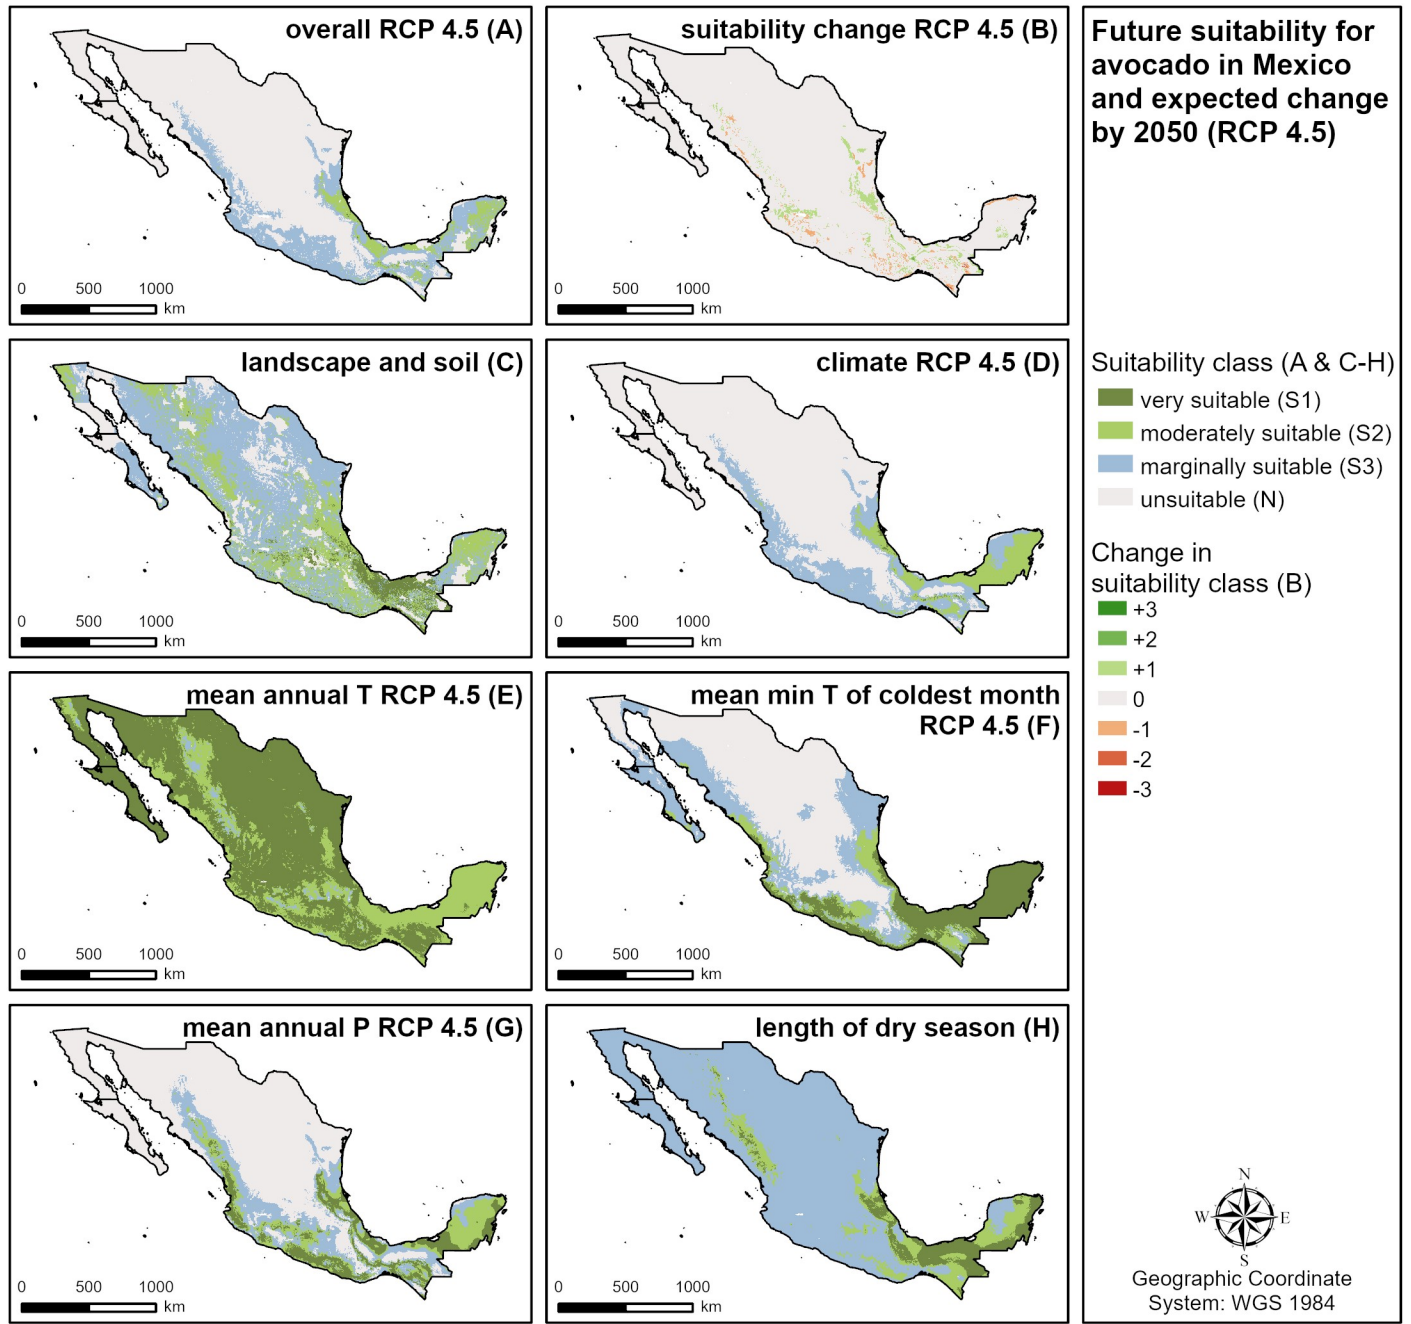 overall RCP 4.5 (A)
0 500 1000
km
suitability change RCP 4.5 (B)
0 500 1000
km
landscape and soil (C)
0 500 1000
km
climate RCP 4.5 (D)
0 500 1000
km
mean annual T RCP 4.5 (E)
0 500 1000
km
mean min T of coldest month
RCP 4.5 (F)
0 500 1000
km
mean annual P RCP 4.5 (G)
0 500 1000
km
length of dry season (H)
0 500 1000
km
Future suitability for
avocado in Mexico
and expected change
by 2050 (RCP 4.5)
Suitability class (A & C-H)
very suitable (S1)
moderately suitable (S2)
marginally suitable (S3)
unsuitable (N)
Change in
suitability class (B)
+3
+2
+1
0
-1
-2
-3
N
W E
S
Geographic Coordinate
System: WGS 1984